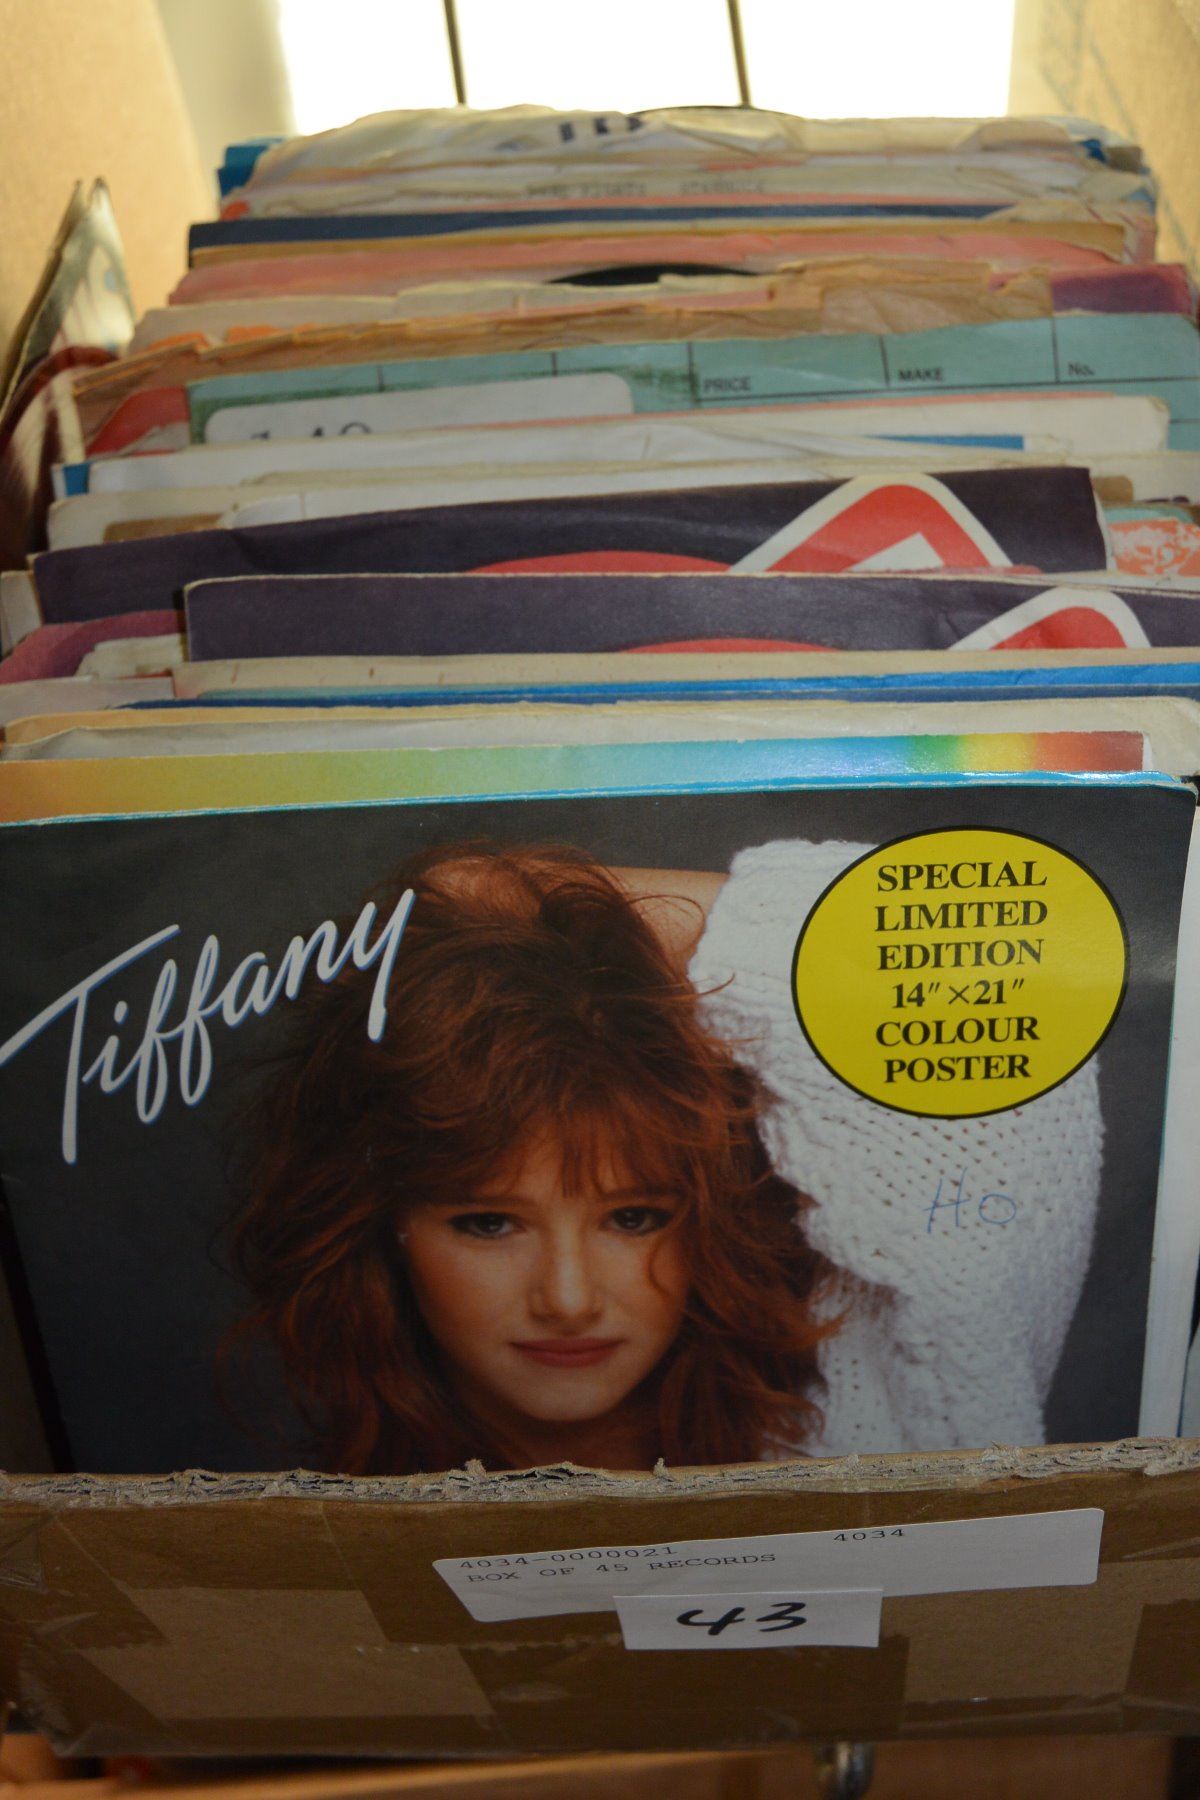 PRICE MAKE No.
Tiffany
SPECIAL
LIMITED
EDITION
14" ×21"
COLOUR
POSTER
Ho
4034-0000021 4034
BOX OF 45 RECORDS
43